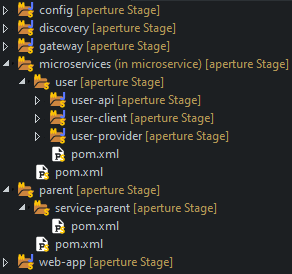 config [aperture Stage]
discovery [aperture Stage]
gateway [aperture Stage]
microservices (in microservice) [aperture Stage]
user [aperture Stage]
user-api [aperture Stage]
user-client [aperture Stage]
user-provider [aperture Stage]
pom.xml
pom.xml
parent [aperture Stage]
service-parent [aperture Stage]
pom.xml
web-app [aperture Stage]